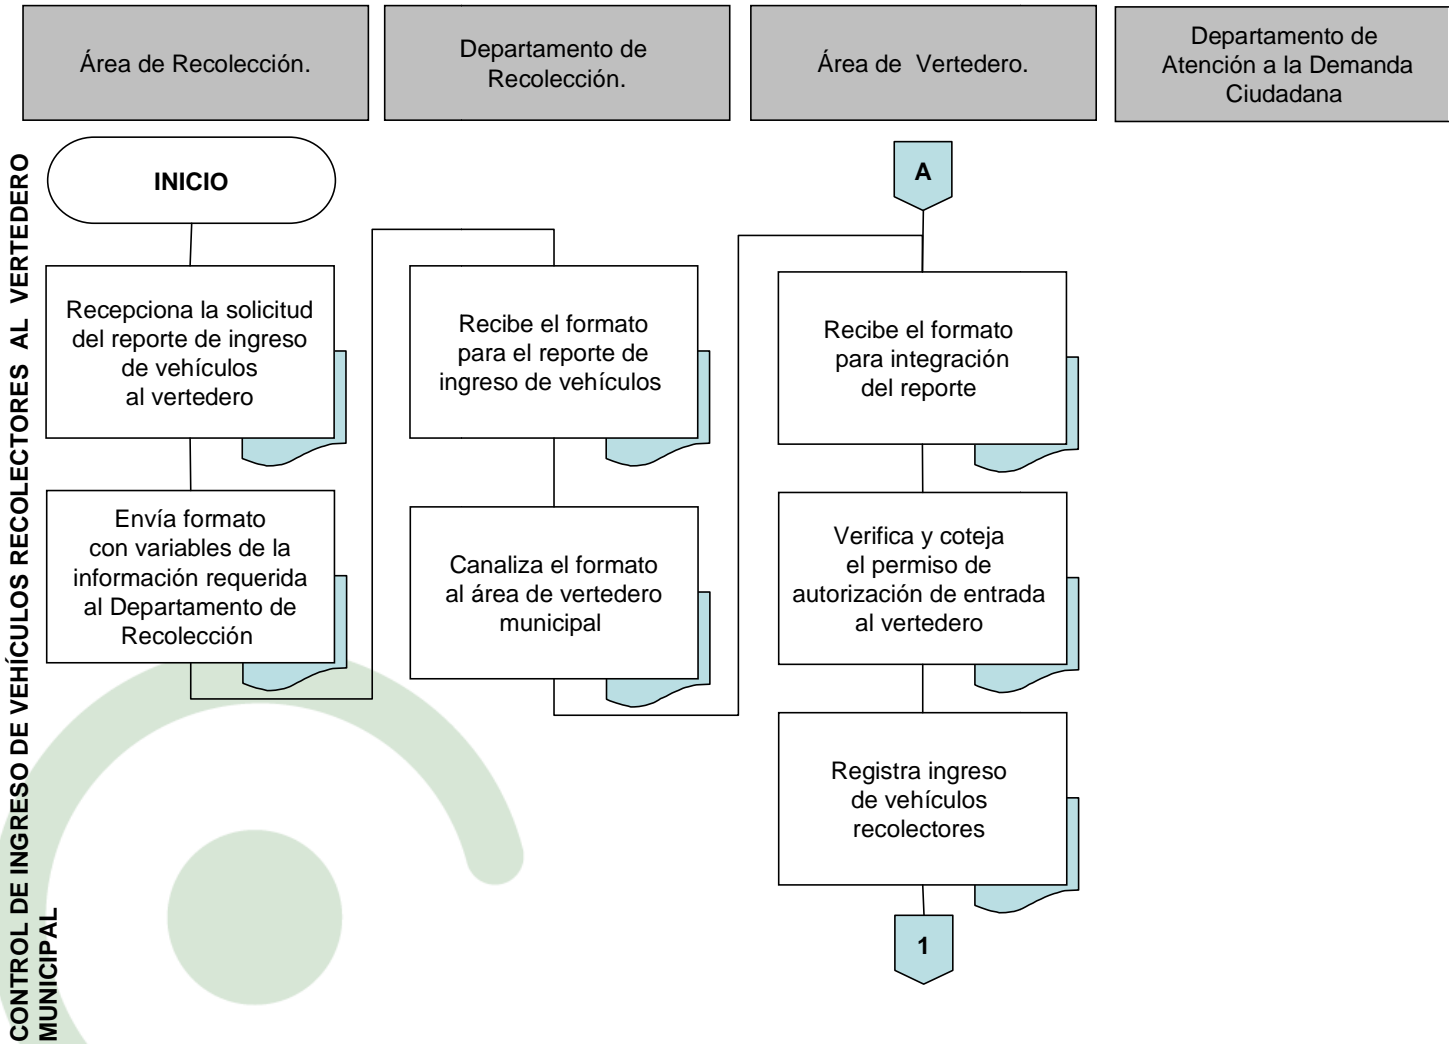 Área de Recolección.
Departamento de
Recolección.
Área de  Vertedero.
Departamento de
Atención a la Demanda
Ciudadana
CONTROL DE INGRESO DE VEHÍCULOS RECOLECTORES  AL  VERTEDERO
MUNICIPAL
INICIO
Recepciona la solicitud
del reporte de ingreso
de vehículos
al vertedero
Envía formato
con variables de la
información requerida
al Departamento de
Recolección
Recibe el formato
para el reporte de
ingreso de vehículos
Canaliza el formato
al área de vertedero
municipal
A
Recibe el formato
para integración
del reporte
Verifica y coteja
el permiso de
autorización de entrada
al vertedero
Registra ingreso
de vehículos
recolectores
1